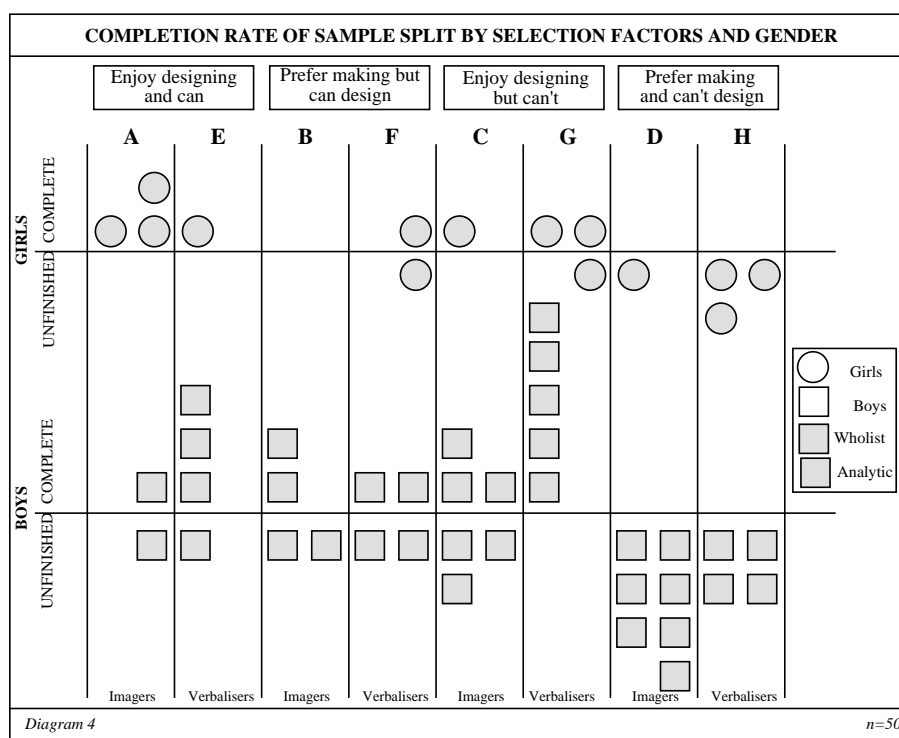 COMPLETION RATE OF SAMPLE SPLIT BY SELECTION FACTORS AND GENDER
Enjoy designing
and can
Prefer making but
can design
Enjoy designing
but can't
Prefer making
and can't design
A E B F C G D H
GIRLS
COMPLETE
UNFINISHED
BOYS
COMPLETE
UNFINISHED
Girls
Boys
Wholist
Analytic
Imagers Verbalisers Imagers Verbalisers Imagers Verbalisers Imagers Verbalisers
Diagram 4 n=50